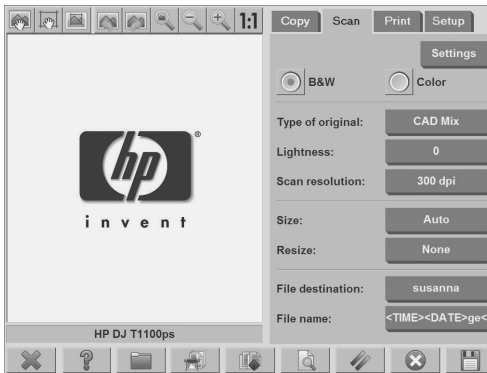 1:1
Copy Scan Print Setup
Settings
B&W Color
Type of original: CAD Mix
Lightness: 0
Scan resolution: 300 dpi
Size: Auto
Resize: None
File destination: susanna
File name: <TIME><DATE>ge<
hp ®
invent
HP DJ T1100ps
?